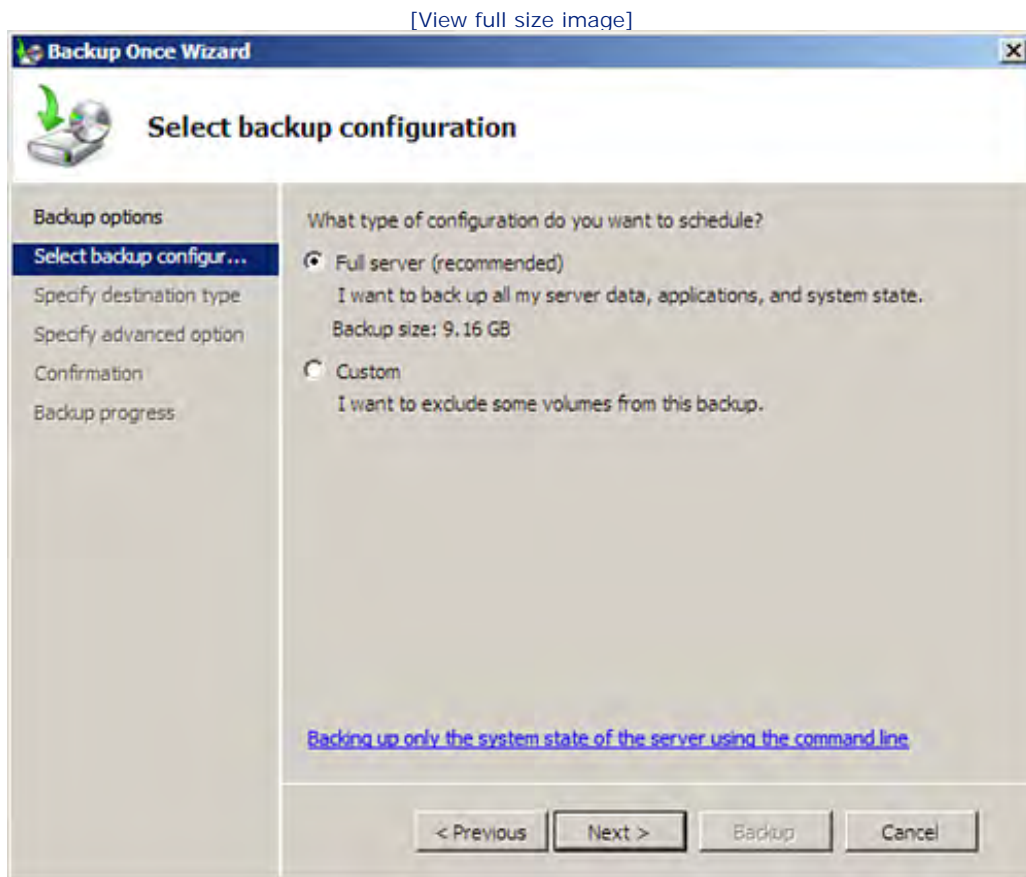 [View full size image]
Backup Once Wizard
Select backup configuration
Backup options
Select backup configur...
Specify destination type
Specify advanced option
Confirmation
Backup progress
What type of configuration do you want to schedule?
Full server (recommended)
I want to back up all my server data, applications, and system state.
Backup size: 9.16 GB
Custom
I want to exclude some volumes from this backup.
Backing up only the system state of the server using the command line
< Previous
Next >
Backup
Cancel